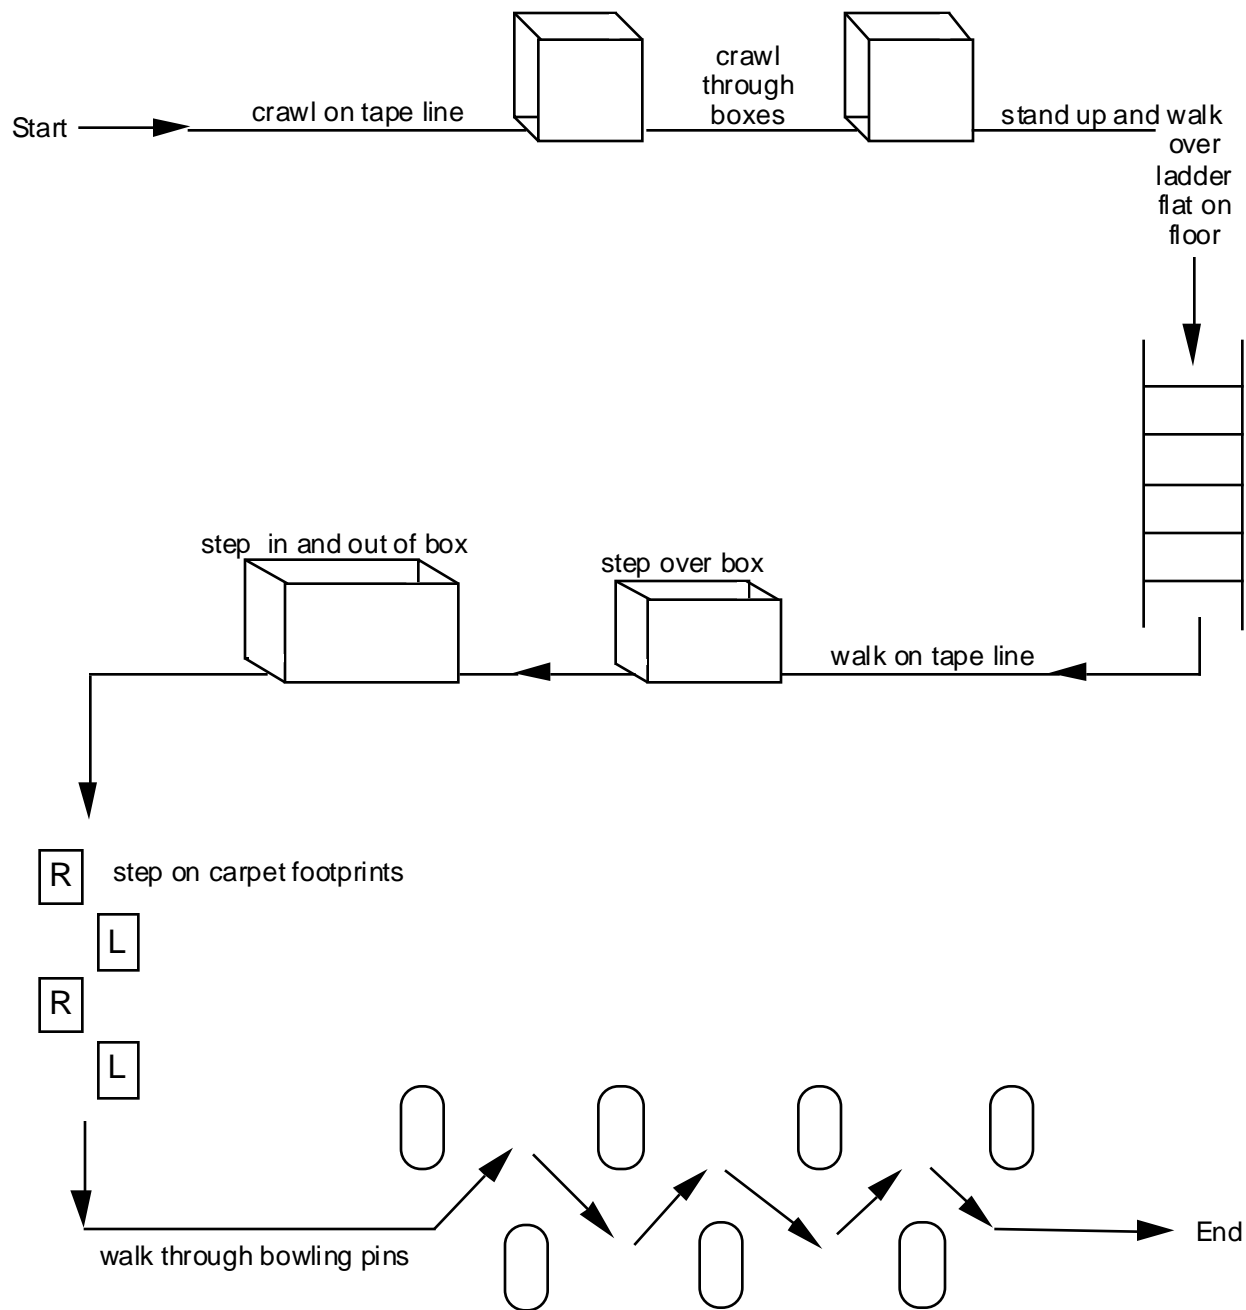 Start
crawl on tape line
crawl
through
boxes
stand up and walk
over
ladder
flat on
floor
step in and out of box
step over box
walk on tape line
R
step on carpet footprints
L
R
L
walk through bowling pins
End